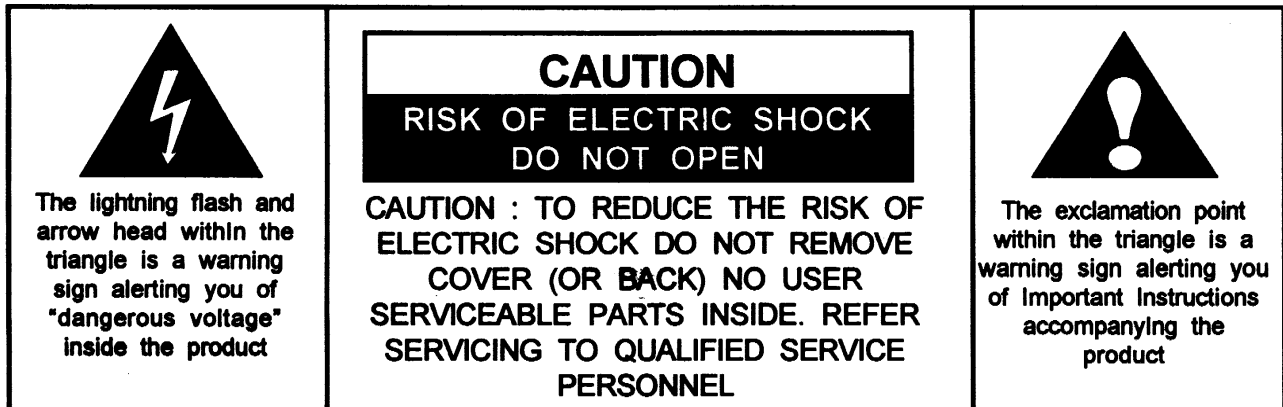 The lightning flash and
arrow head within the
triangle is a warning
sign alerting you of
"dangerous voltage"
inside the product
CAUTION
RISK OF ELECTRIC SHOCK
DO NOT OPEN
CAUTION : TO REDUCE THE RISK OF
ELECTRIC SHOCK DO NOT REMOVE
COVER (OR BACK) NO USER
SERVICEABLE PARTS INSIDE. REFER
SERVICING TO QUALIFIED SERVICE
PERSONNEL
The exclamation point
within the triangle is a
warning sign alerting you
of Important Instructions
accompanying the
product